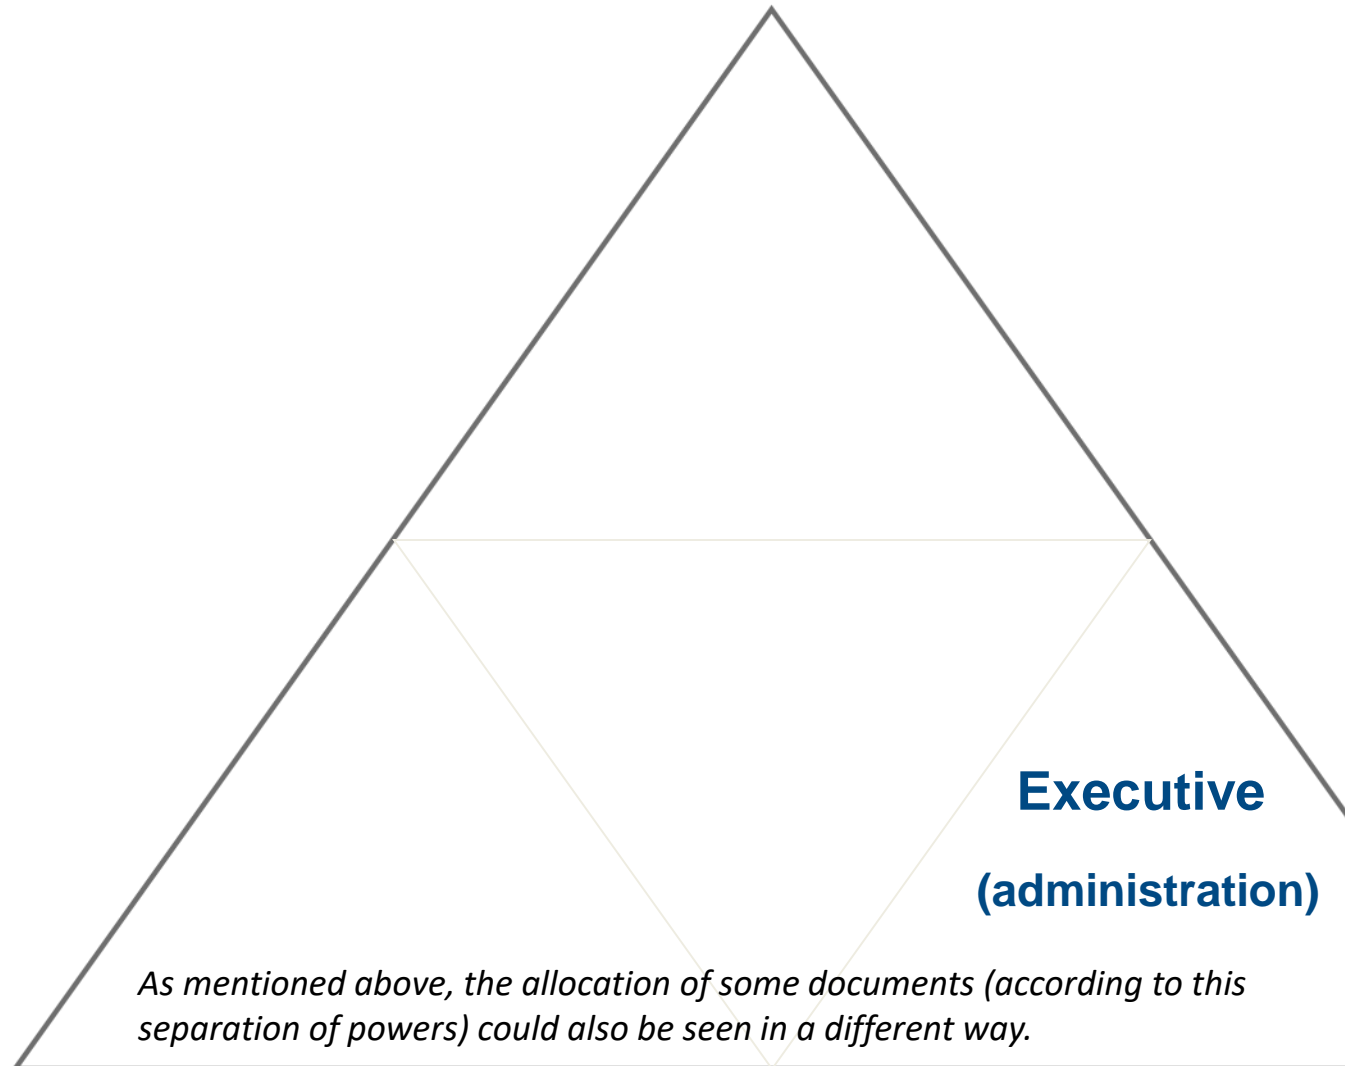 Executive
(administration)
As mentioned above, the allocation of some documents (according to this
separation of powers) could also be seen in a different way.